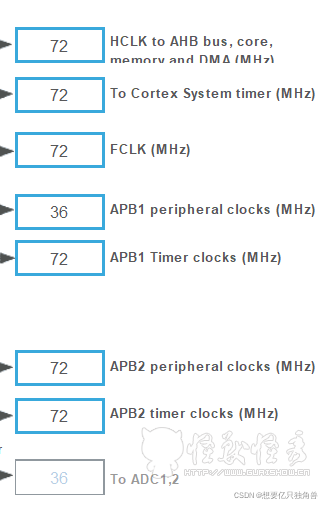 72 HCLK to AHB bus, core,
memory and DMA (MHz)
72 To Cortex System timer (MHz)
72 FCLK (MHz)
36 APB1 peripheral clocks (MHz)
72 APB1 Timer clocks (MHz)
72 APB2 peripheral clocks (MHz)
72 APB2 timer clocks (MHz)
36 To ADC1,2
怪兽怪兽
HTTP://WWW.GURISHOU.COM
CSDN @想要亿只独角兽